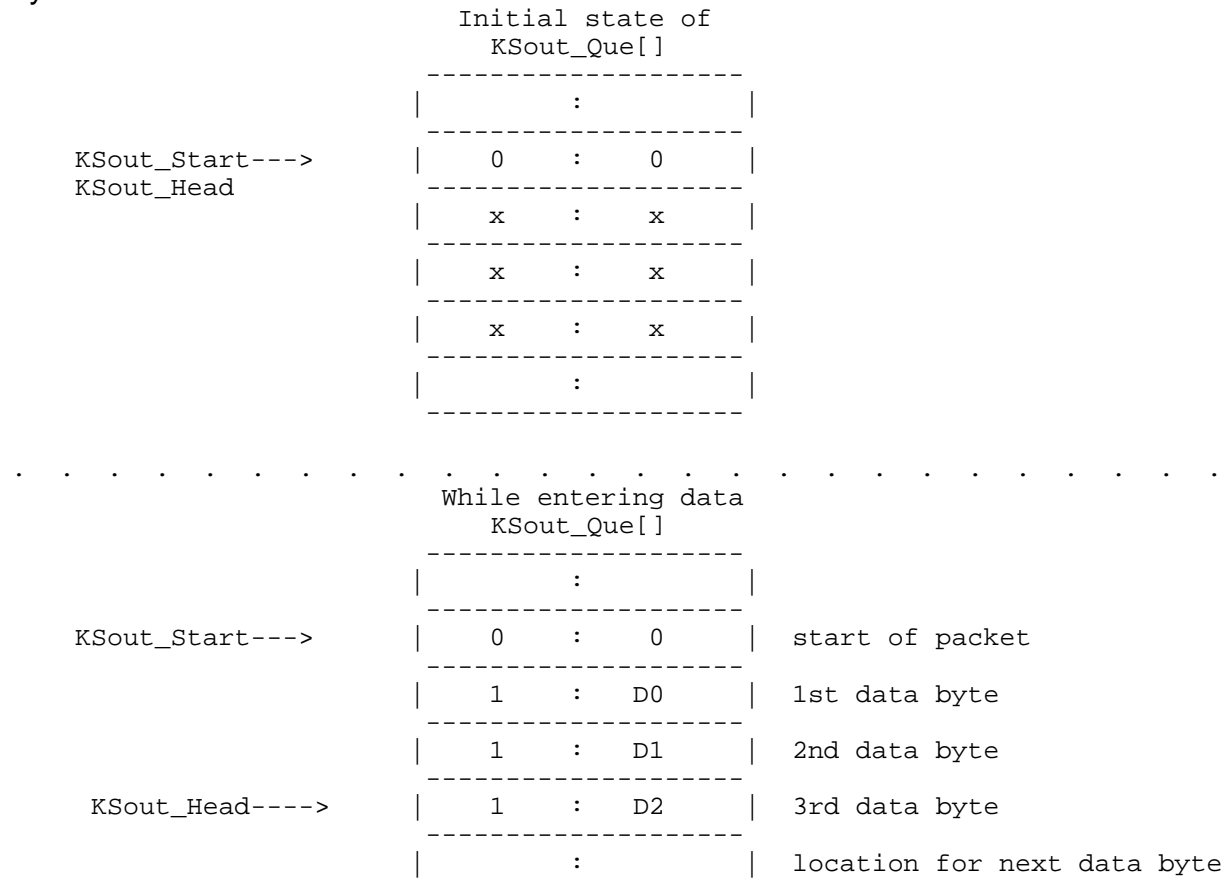 Initial state of
KSout_Que[]
--------------------
|         :          |
--------------------
KSout_Start--->      |    0    :    0     |
KSout_Head           --------------------
|    x    :    x     |
--------------------
|    x    :    x     |
--------------------
|    x    :    x     |
--------------------
|         :          |
--------------------
. . . . . . . . . . . . . . . . . . . . . . . . . .
While entering data
KSout_Que[]
--------------------
|         :          |
--------------------
KSout_Start--->      |    0    :    0     |  start of packet
--------------------
|    1    :    D0    |  1st data byte
--------------------
|    1    :    D1    |  2nd data byte
--------------------
KSout_Head---->      |    1    :    D2    |  3rd data byte
--------------------
|         :          |  location for next data byte